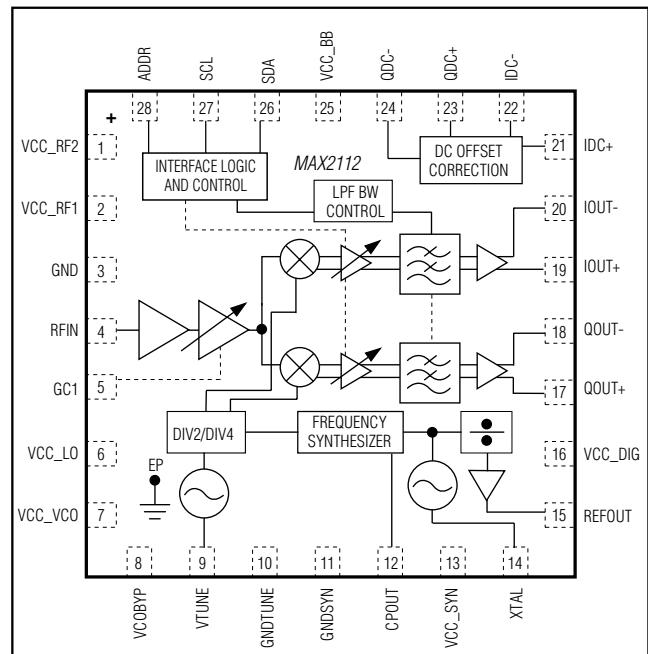 ADDR
SCL
SDA
VCC_BB
QDC-
QDC+
IDC-
28
27
26
25
24
23
22
+
VCC_RF2
1
VCC_RF1
2
GND
3
RFIN
4
GC1
5
VCC_LO
6
VCC_VCO
7
INTERFACE LOGIC
AND CONTROL
MAX2112
LPF BW
CONTROL
DC OFFSET
CORRECTION
21
IDC+
20
IOUT-
19
IOUT+
18
QOUT-
17
QOUT+
16
VCC_DIG
15
REFOUT
DIV2/DIV4
FREQUENCY
SYNTHESIZER
EP
8
9
10
11
12
13
14
VCOBYP
VTUNE
GNDTUNE
GNDSYN
CPOUT
VCC_SYN
XTAL